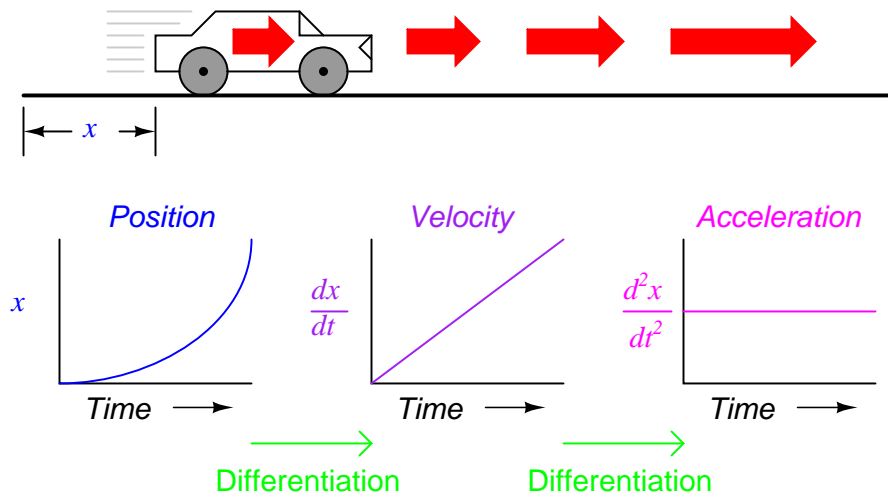 x
Position
Velocity
Acceleration
x
dx
dt
d²x
dt²
Time
Time
Time
Differentiation
Differentiation